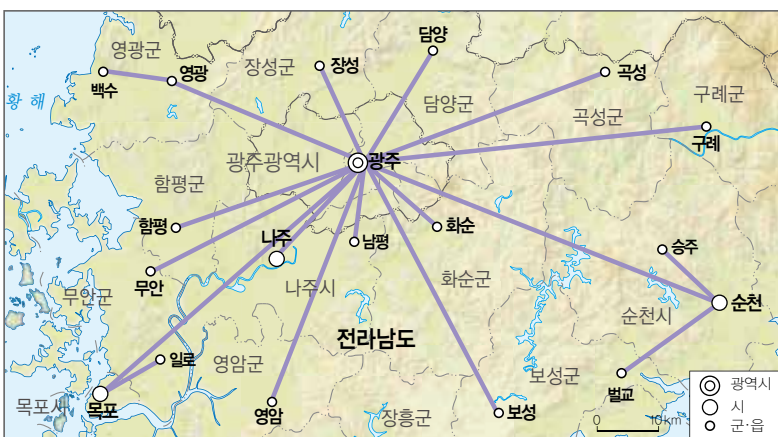 담양
영광군
장성군
장성
영광
곡성
백수
구례군
황해
담양군
곡성군
구례
광주광역시
광주
함평군
함평
나주
남평
화순
승주
무안
나주시
화순군
무안군
순천
순천시
전라남도
일로
영암군
보성군
광역시
목포시
목포
영암
장흥군
보성
벌교
시
0 10km
군·읍